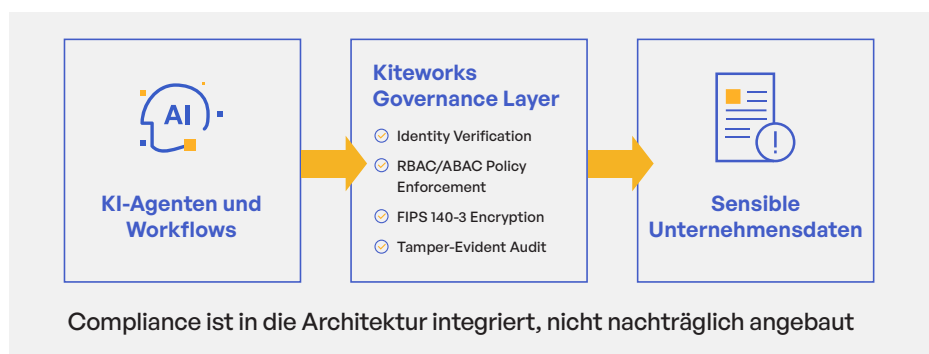 AI
KI-Agenten und
Workflows
Kiteworks
Governance Layer
Identity Verification
RBAC/ABAC Policy
Enforcement
FIPS 140-3 Encryption
Tamper-Evident Audit
!
Sensible
Unternehmensdaten
Compliance ist in die Architektur integriert, nicht nachträglich angebaut